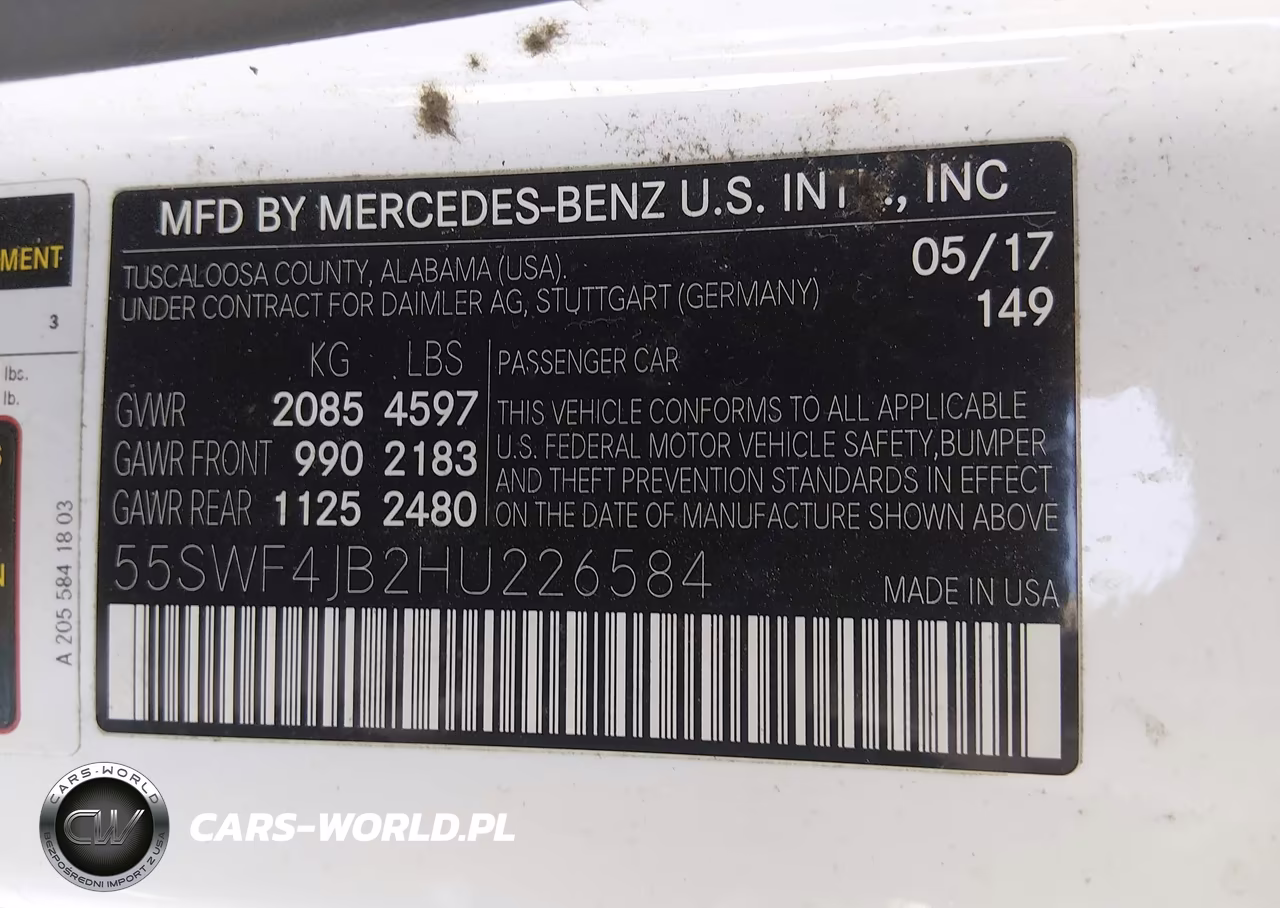 MENT
3
lbs.
lb.
A 205 584 18 03
MFD BY MERCEDES-BENZ U.S. INT ., INC
05/17
149
TUSCALOOSA COUNTY, ALABAMA (USA).
UNDER CONTRACT FOR DAIMLER AG, STUTTGART (GERMANY)
KG LBS
GVWR 2085 4597
GAWR FRONT 990 2183
GAWR REAR 1125 2480
PASSENGER CAR
THIS VEHICLE CONFORMS TO ALL APPLICABLE
U.S. FEDERAL MOTOR VEHICLE SAFETY,BUMPER
AND THEFT PREVENTION STANDARDS IN EFFECT
ON THE DATE OF MANUFACTURE SHOWN ABOVE
55SWF4JB2HU226584
MADE IN USA
CARS-WORLD
CW
BEZPOŚREDNI IMPORT Z USA
CARS-WORLD.PL